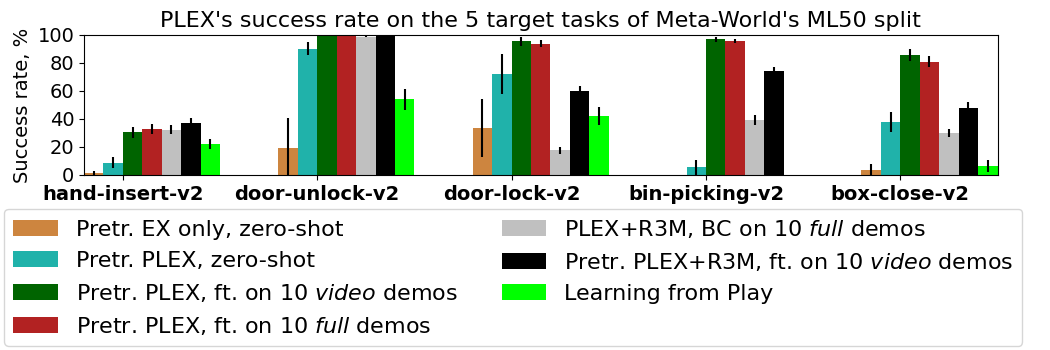 PLEX's success rate on the 5 target tasks of Meta-World's ML50 split
Success rate, %
100
80
60
40
20
0
hand-insert-v2 door-unlock-v2 door-lock-v2 bin-picking-v2 box-close-v2
Pretr. EX only, zero-shot
Pretr. PLEX, zero-shot
Pretr. PLEX, ft. on 10 video demos
Pretr. PLEX, ft. on 10 full demos
PLEX+R3M, BC on 10 full demos
Pretr. PLEX+R3M, ft. on 10 video demos
Learning from Play